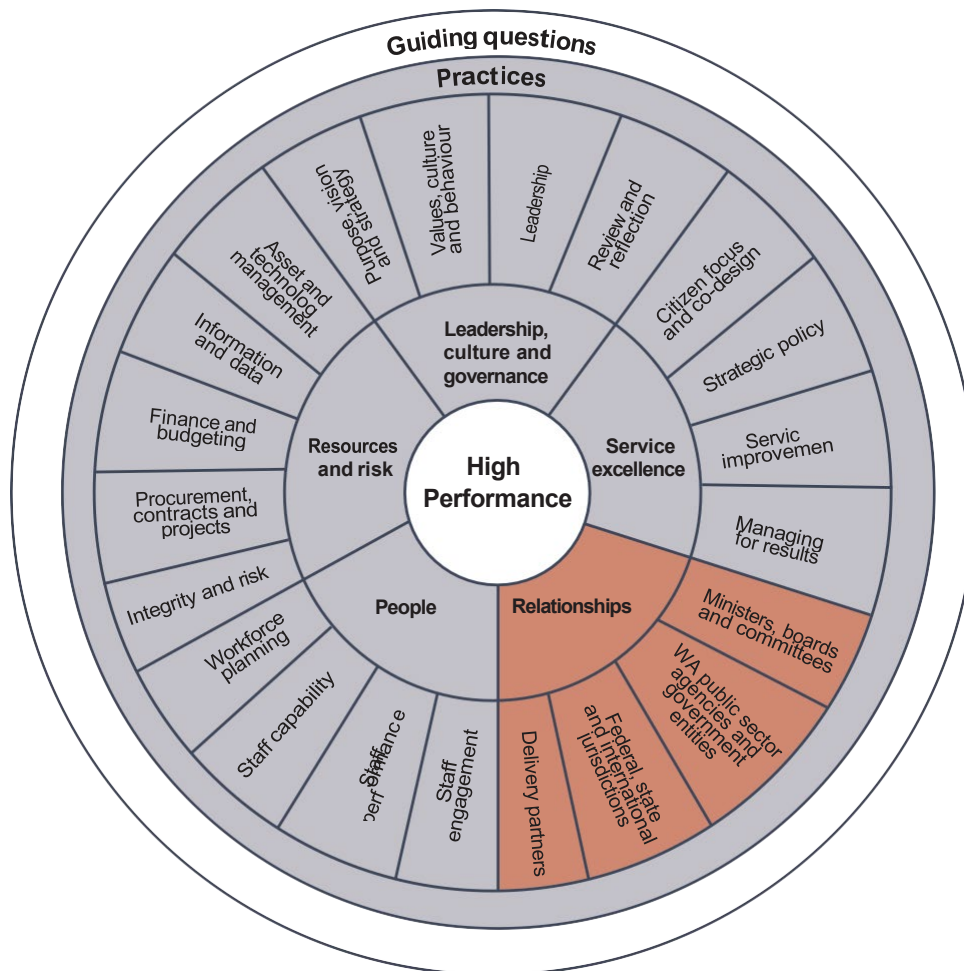 Guiding questions
Practices
Purpose, vision
and strategy
Values, culture
and behaviour
Leadership
Review and
reflection
Citizen focus
and co-design
Strategic policy
Servic
improvemen
Managing
for results
Ministers, boards
and committees
WA public sector
agencies and
government
entities
Federal, state
and international
jurisdictions
Delivery partners
Staff
engagement
Staff
Staff capability
Workforce
planning
Integrity and risk
Procurement,
contracts and
projects
Finance and
budgeting
Information
and data
Asset and
technolog
management
Leadership,
culture and
governance
Service
excellence
Relationships
People
Resources
and risk
High
Performance